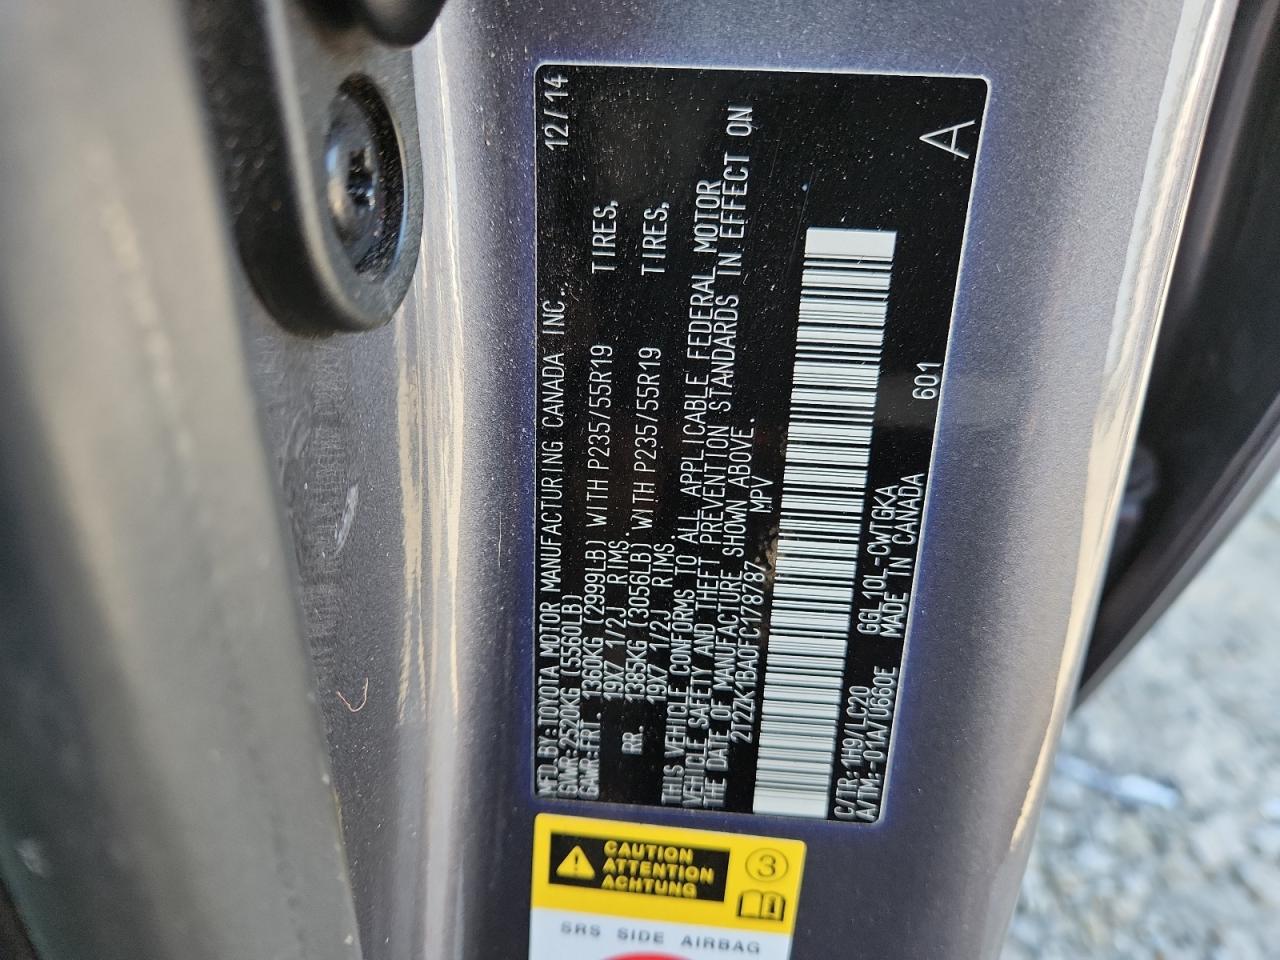 MFD. BY: TOYOTA MOTOR MANUFACTURING CANADA INC. 12/14
GVWR: 2520KG (5560LB)
GAWR: FRT. 1360KG (2999LB) WITH P235/55R19 TIRES,
19X7 1/2J RIMS.
RR. 1385KG (3056LB) WITH P235/55R19 TIRES,
19X7 1/2J RIMS.
THIS VEHICLE CONFORMS TO ALL APPLICABLE FEDERAL MOTOR
VEHICLE SAFETY AND THEFT PREVENTION STANDARDS IN EFFECT ON
THE DATE OF MANUFACTURE SHOWN ABOVE.
2T2ZK1BA0FC178787 MPV
C/TR: 1H9/LC20 GGL10L-CWTGKA 601
A/TM:-01A/U660E MADE IN CANADA A
CAUTION
ATTENTION
ACHTUNG
3
SRS SIDE AIRBAG